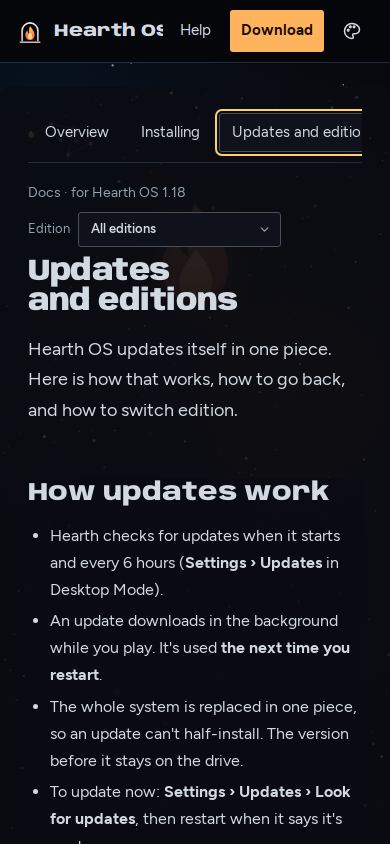 Hearth OS Help Download
Overview Installing Updates and editio
Docs · for Hearth OS 1.18
Edition All editions
Updates
and editions
Hearth OS updates itself in one piece.
Here is how that works, how to go back,
and how to switch edition.
How updates work
• Hearth checks for updates when it starts
and every 6 hours (Settings › Updates in
Desktop Mode).
• An update downloads in the background
while you play. It's used the next time you
restart.
• The whole system is replaced in one piece,
so an update can't half-install. The version
before it stays on the drive.
• To update now: Settings › Updates › Look
for updates, then restart when it says it's